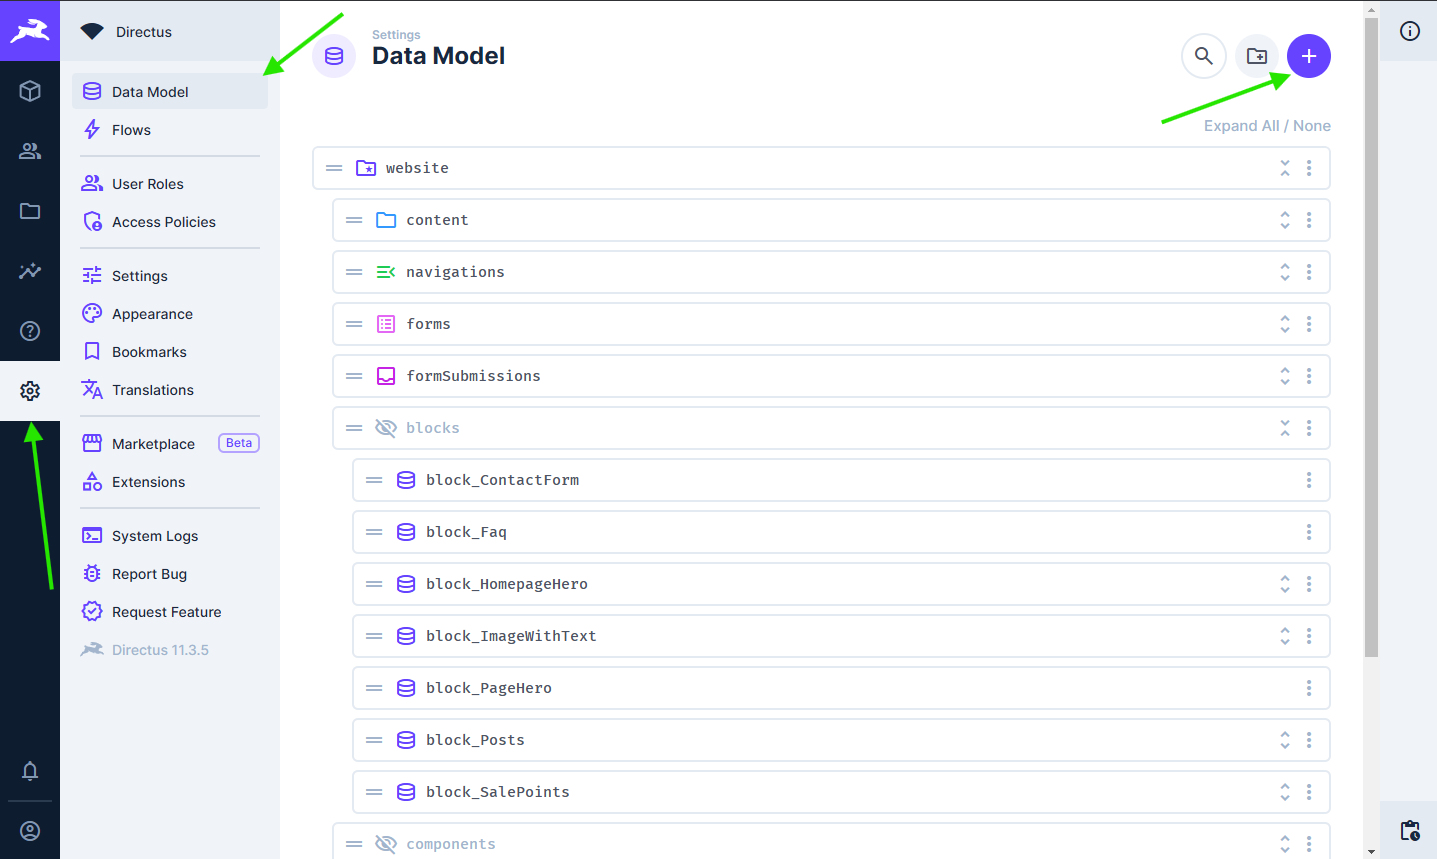 Directus
Data Model
Flows
User Roles
Access Policies
Settings
Appearance
Bookmarks
Translations
Marketplace
Beta
Extensions
System Logs
Report Bug
Request Feature
Directus 11.3.5
Settings
Data Model
Expand All / None
website
content
navigations
forms
formSubmissions
blocks
block_ContactForm
block_Faq
block_HomepageHero
block_ImageWithText
block_PageHero
block_Posts
block_SalePoints
components